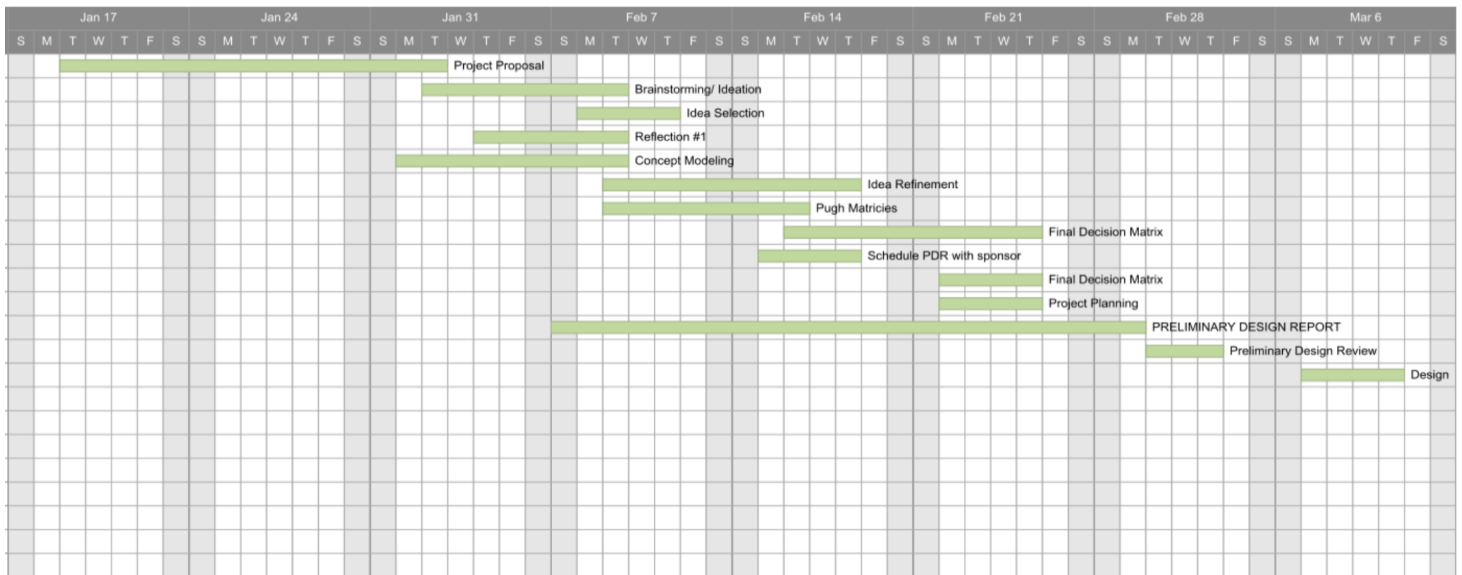 Jan 17 Jan 24 Jan 31 Feb 7 Feb 14 Feb 21 Feb 28 Mar 6
S M T W T F S S M T W T F S S M T W T F S S M T W T F S S M T W T F S S M T W T F S S M T W T F S S M T W T F S
Project Proposal
Brainstorming/ Ideation
Idea Selection
Reflection #1
Concept Modeling
Idea Refinement
Pugh Matricies
Final Decision Matrix
Schedule PDR with sponsor
Final Decision Matrix
Project Planning
PRELIMINARY DESIGN REPORT
Preliminary Design Review
Design